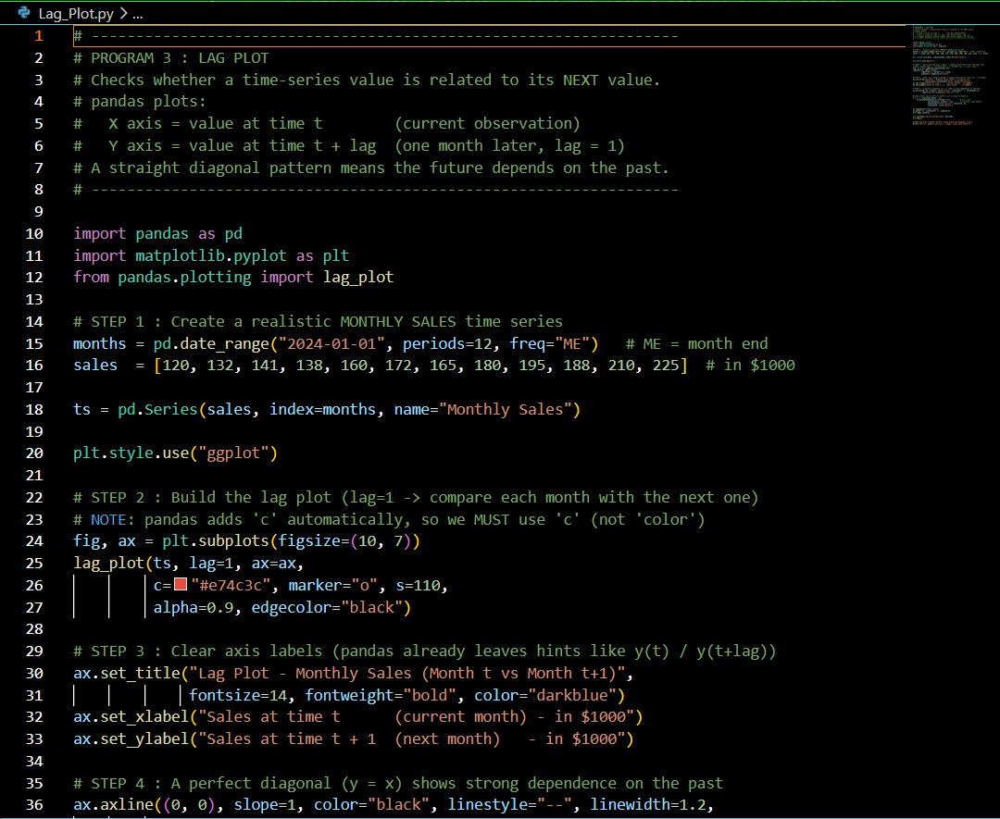 Lag_Plot.py > ...
1 # ------------------------------------------------------------------
2 # PROGRAM 3 : LAG PLOT
3 # Checks whether a time-series value is related to its NEXT value.
4 # pandas plots:
5 #   X axis = value at time t        (current observation)
6 #   Y axis = value at time t + lag  (one month later, lag = 1)
7 # A straight diagonal pattern means the future depends on the past.
8 # ------------------------------------------------------------------
9
10 import pandas as pd
11 import matplotlib.pyplot as plt
12 from pandas.plotting import lag_plot
13
14 # STEP 1 : Create a realistic MONTHLY SALES time series
15 months = pd.date_range("2024-01-01", periods=12, freq="ME")   # ME = month end
16 sales  = [120, 132, 141, 138, 160, 172, 165, 180, 195, 188, 210, 225]  # in $1000
17
18 ts = pd.Series(sales, index=months, name="Monthly Sales")
19
20 plt.style.use("ggplot")
21
22 # STEP 2 : Build the lag plot (lag=1 -> compare each month with the next one)
23 # NOTE: pandas adds 'c' automatically, so we MUST use 'c' (not 'color')
24 fig, ax = plt.subplots(figsize=(10, 7))
25 lag_plot(ts, lag=1, ax=ax,
26          c="#e74c3c", marker="o", s=110,
27          alpha=0.9, edgecolor="black")
28
29 # STEP 3 : Clear axis labels (pandas already leaves hints like y(t) / y(t+lag))
30 ax.set_title("Lag Plot - Monthly Sales (Month t vs Month t+1)",
31              fontsize=14, fontweight="bold", color="darkblue")
32 ax.set_xlabel("Sales at time t      (current month) - in $1000")
33 ax.set_ylabel("Sales at time t + 1  (next month)   - in $1000")
34
35 # STEP 4 : A perfect diagonal (y = x) shows strong dependence on the past
36 ax.axline((0, 0), slope=1, color="black", linestyle="--", linewidth=1.2,